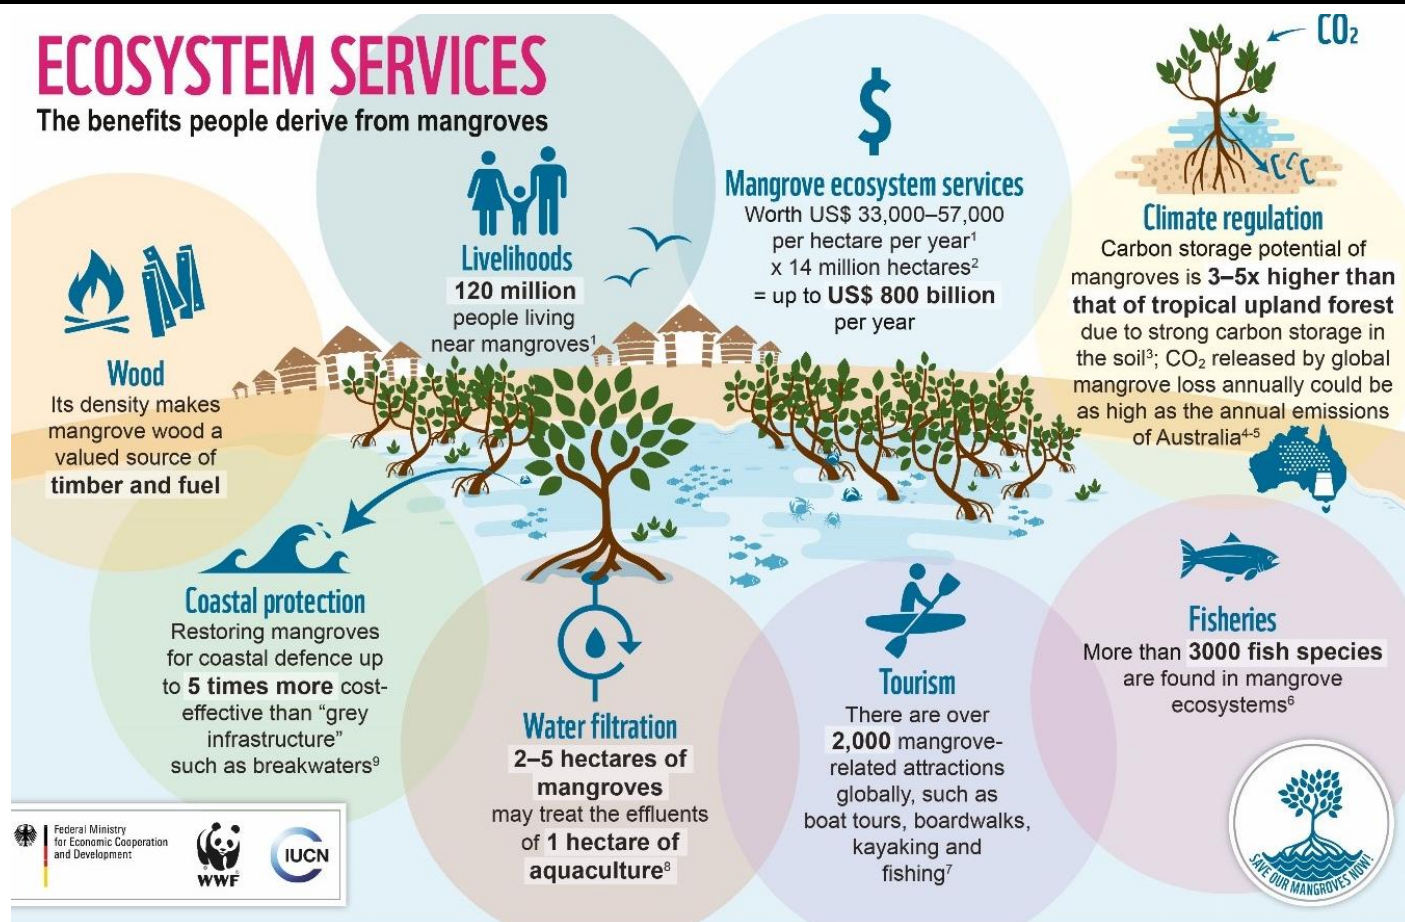 ECOSYSTEM SERVICES
The benefits people derive from mangroves
Livelihoods
120 million
people living
near mangroves¹
$
Mangrove ecosystem services
Worth US$ 33,000–57,000
per hectare per year¹
x 14 million hectares²
= up to US$ 800 billion
per year
CO₂
C C C
Climate regulation
Carbon storage potential of
mangroves is 3–5x higher than
that of tropical upland forest
due to strong carbon storage in
the soil³; CO₂ released by global
mangrove loss annually could be
as high as the annual emissions
of Australia⁴⁻⁵
Wood
Its density makes
mangrove wood a
valued source of
timber and fuel
Coastal protection
Restoring mangroves
for coastal defence up
to 5 times more cost-
effective than “grey
infrastructure”
such as breakwaters⁹
Water filtration
2–5 hectares of
mangroves
may treat the effluents
of 1 hectare of
aquaculture⁸
Tourism
There are over
2,000 mangrove-
related attractions
globally, such as
boat tours, boardwalks,
kayaking and
fishing⁷
Fisheries
More than 3000 fish species
are found in mangrove
ecosystems⁶
Federal Ministry
for Economic Cooperation
and Development
WWF
IUCN
SAVE OUR MANGROVES NOW!